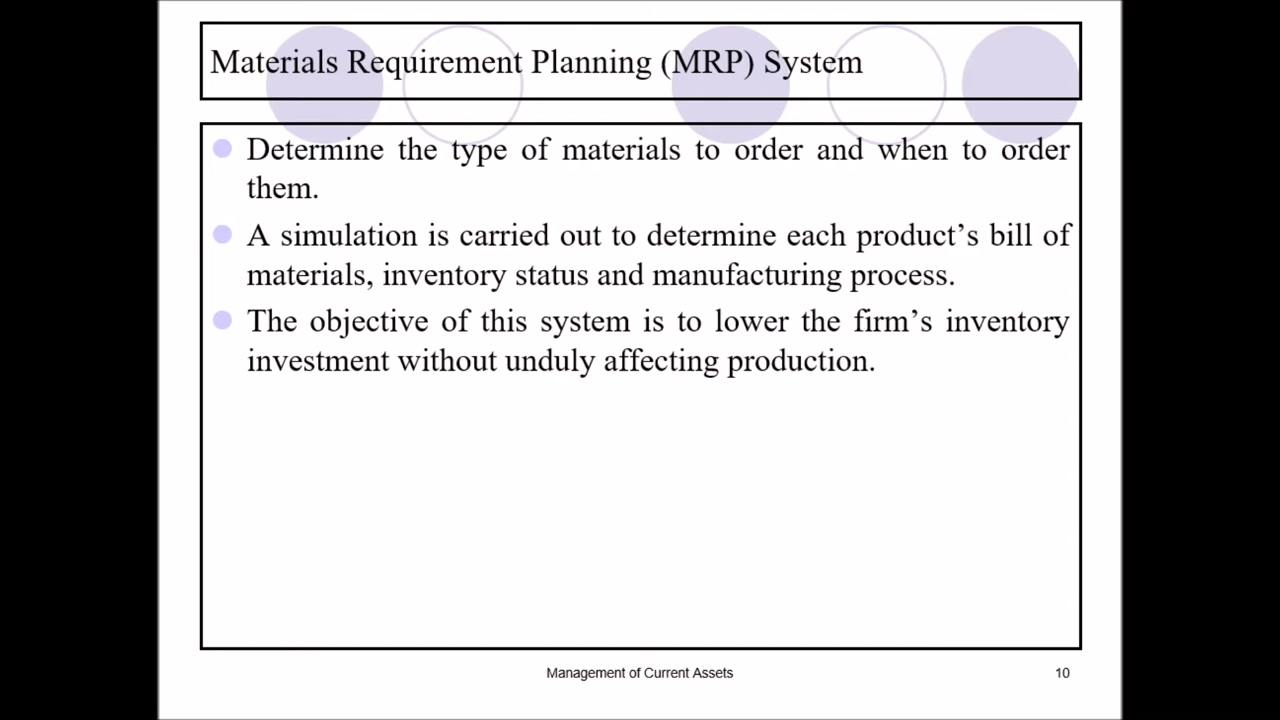 Materials Requirement Planning (MRP) System
Determine the type of materials to order and when to order
them.
A simulation is carried out to determine each product’s bill of
materials, inventory status and manufacturing process.
The objective of this system is to lower the firm’s inventory
investment without unduly affecting production.
Management of Current Assets
10